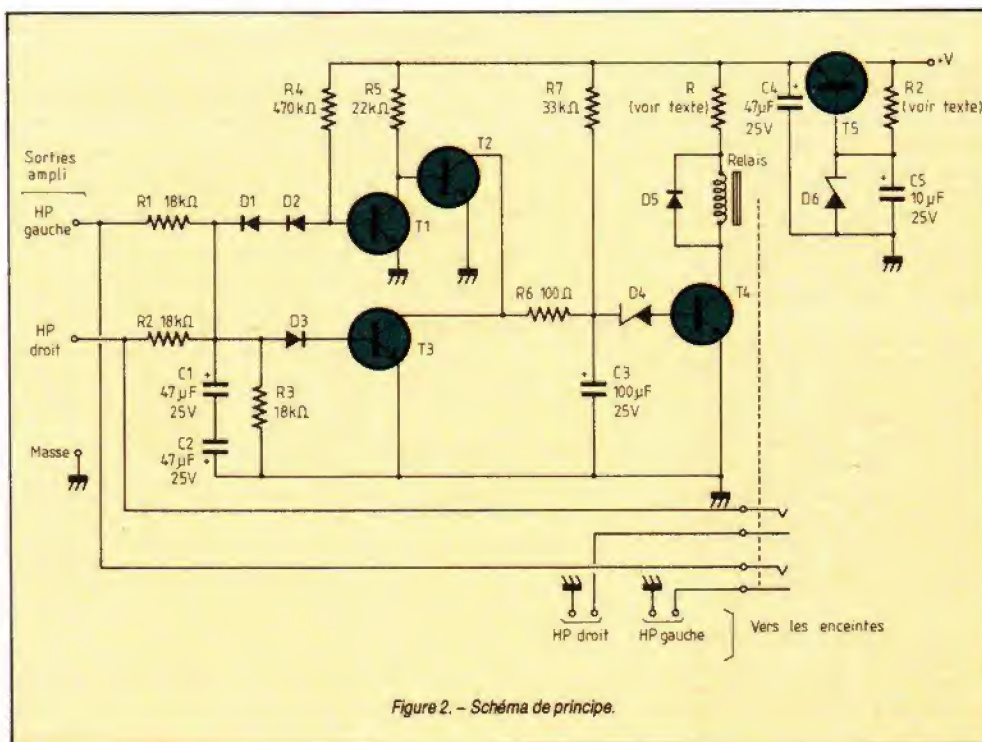 R4
470kΩ
R5
22kΩ
R7
33kΩ
R
(voir texte)
C4
47µF
25V
+
T5
+V
R2
(voir texte)
T2
Sorties
ampli
HP
gauche
R1 18kΩ
D1
D2
T1
D5
Relais
D6
+
C5
10µF
25V
HP
droit
R2 18kΩ
D3
T3
R6 100Ω
D4
T4
+
C1
47µF
25V
R3
18kΩ
+
C3
100µF
25V
C2
47µF
25V
+
Masse
HP droit
HP gauche
Vers les enceintes
Figure 2. – Schéma de principe.